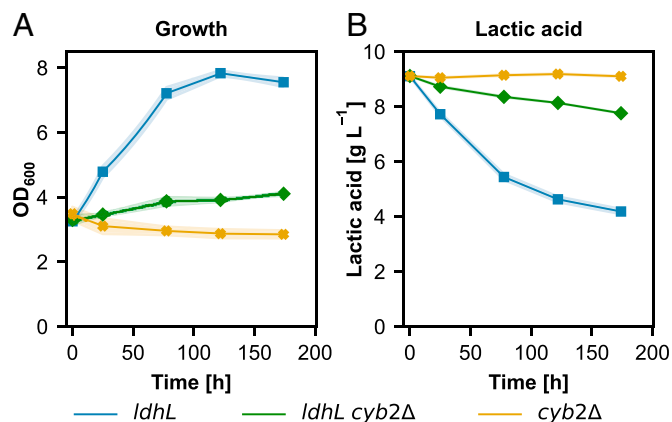 A Growth
8
6
4
2
0
OD₆₀₀
0 50 100 150 200
Time [h]
B Lactic acid
10
8
6
4
2
0
Lactic acid [g L⁻¹]
0 50 100 150 200
Time [h]
ldhL ldhL cyb2Δ cyb2Δ